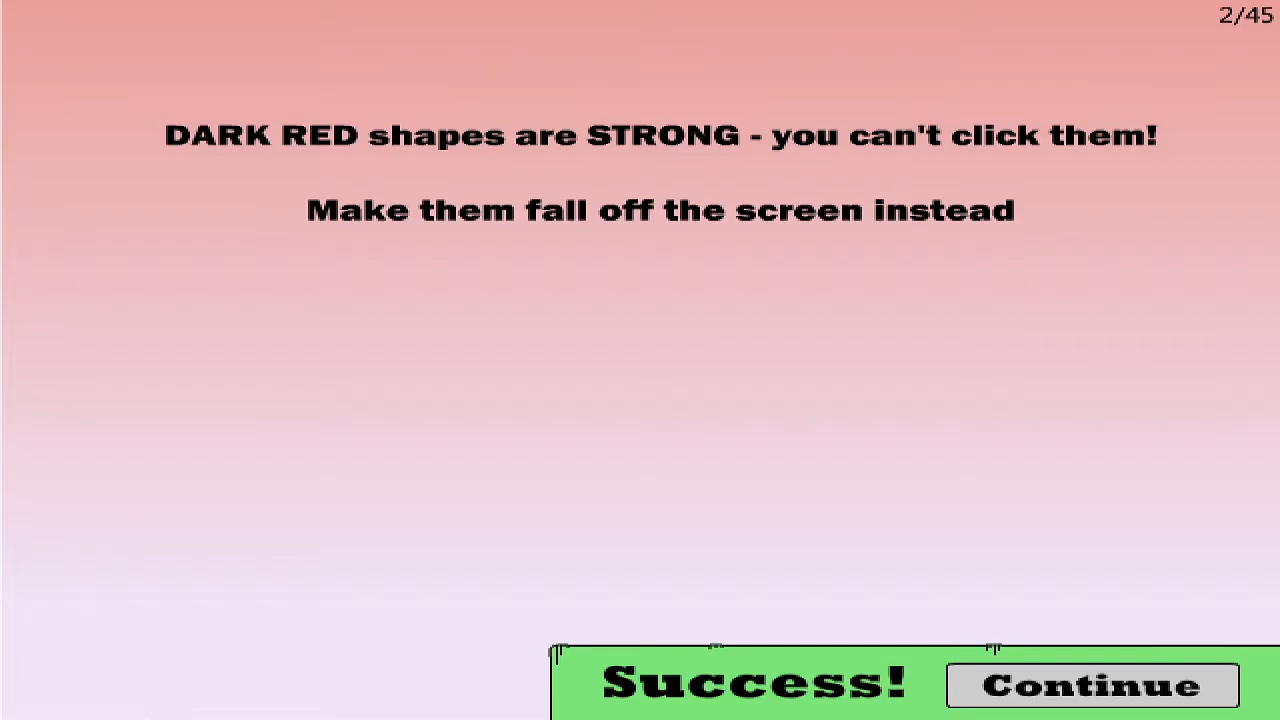 2/45
DARK RED shapes are STRONG - you can't click them!
Make them fall off the screen instead
Success!
Continue